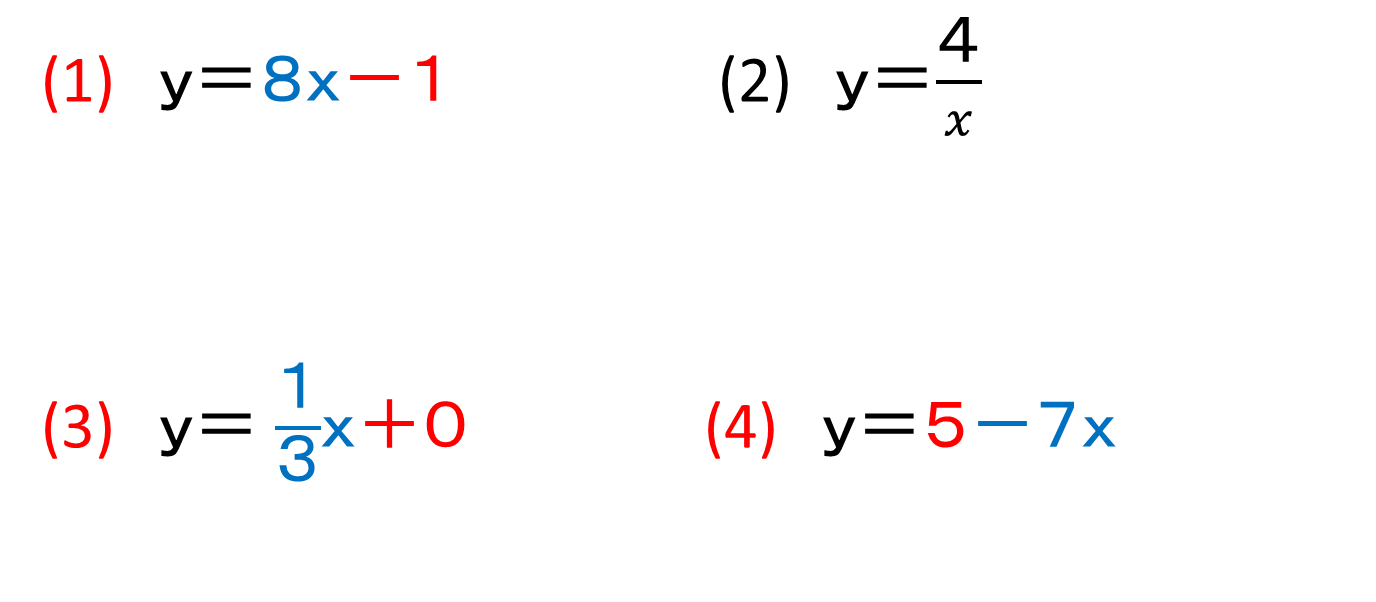 (1) y=8x−1
(2) y=4/x
(3) y=1/3x+0
(4) y=5−7x